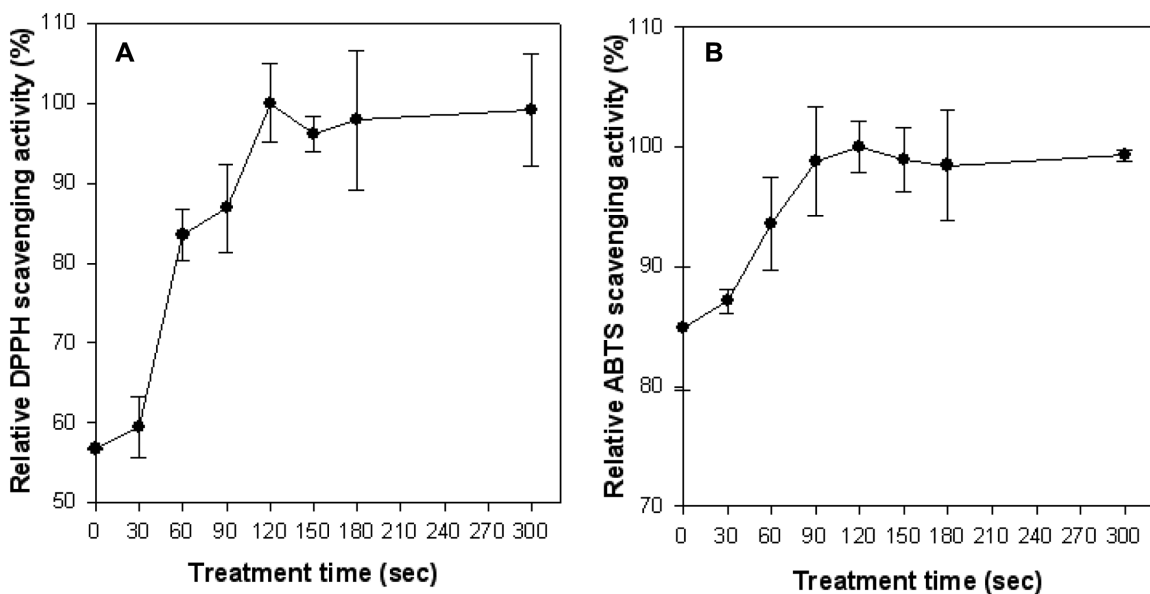 A
Relative DPPH scavenging activity (%)
110
100
90
80
70
60
50
0 30 60 90 120 150 180 210 240 270 300
Treatment time (sec)
B
Relative ABTS scavenging activity (%)
110
100
90
80
70
0 30 60 90 120 150 180 210 240 270 300
Treatment time (sec)